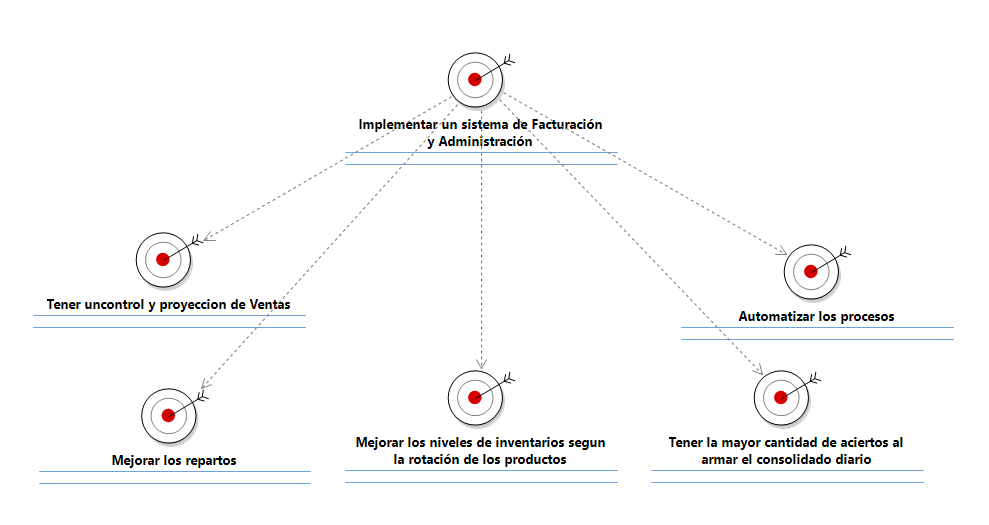 Implementar un sistema de Facturación
y Administración
Tener uncontrol y proyeccion de Ventas
Automatizar los procesos
Mejorar los repartos
Mejorar los niveles de inventarios segun
la rotación de los productos
Tener la mayor cantidad de aciertos al
armar el consolidado diario